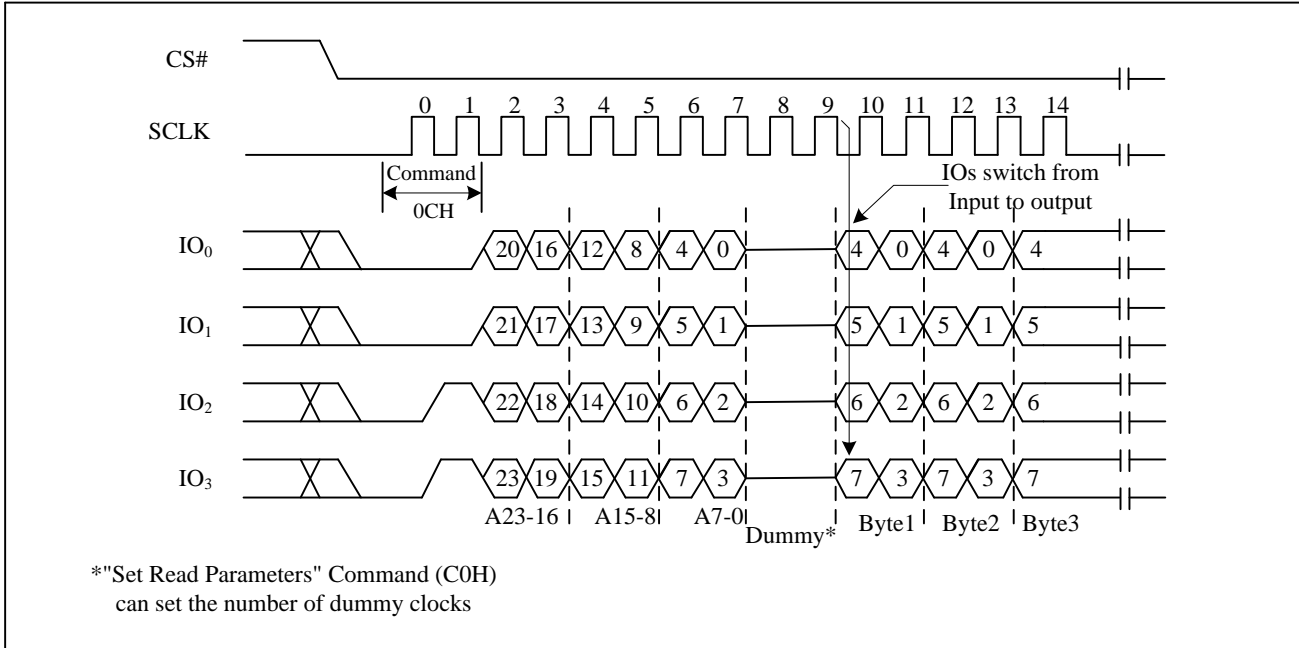 CS#
0 1 2 3 4 5 6 7 8 9 10 11 12 13 14
SCLK
Command
0CH
IOs switch from
Input to output
IO0 20 16 12 8 4 0 4 0 4 0 4
IO1 21 17 13 9 5 1 5 1 5 1 5
IO2 22 18 14 10 6 2 6 2 6 2 6
IO3 23 19 15 11 7 3 7 3 7 3 7
A23-16 A15-8 A7-0 Dummy* Byte1 Byte2 Byte3
*"Set Read Parameters" Command (C0H)
can set the number of dummy clocks